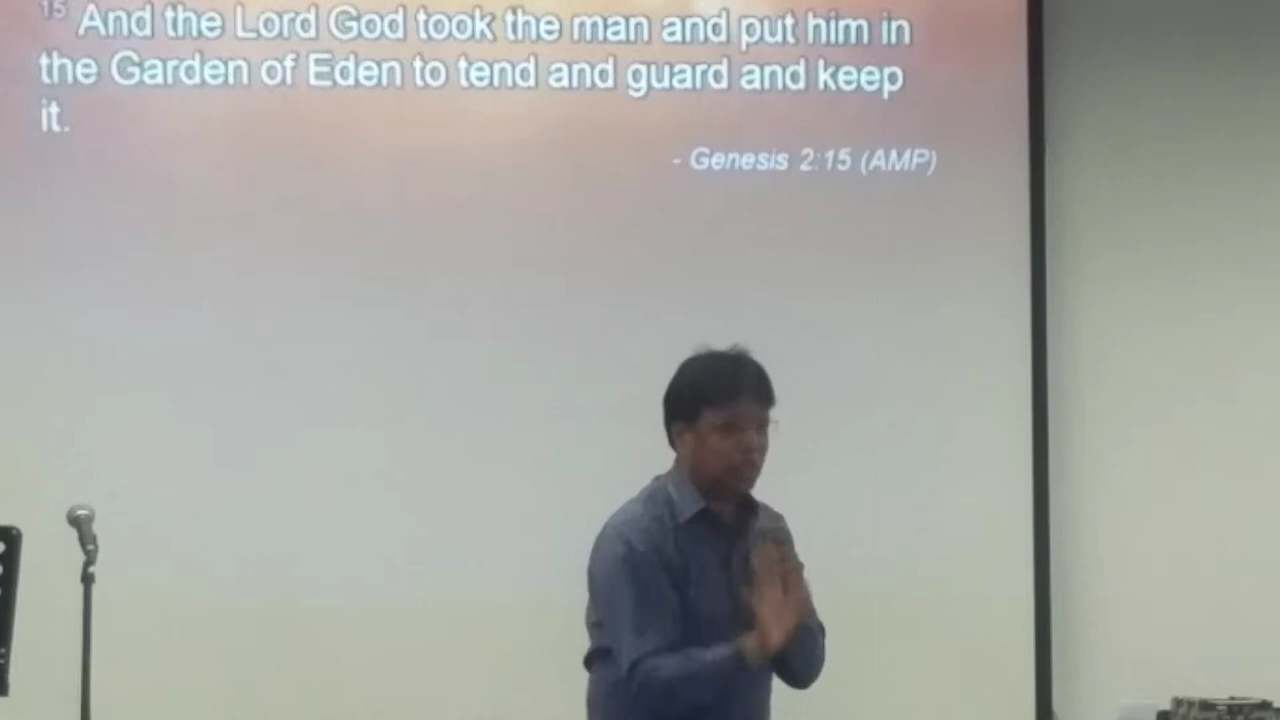 15 And the Lord God took the man and put him in
the Garden of Eden to tend and guard and keep
it.
- Genesis 2:15 (AMP)